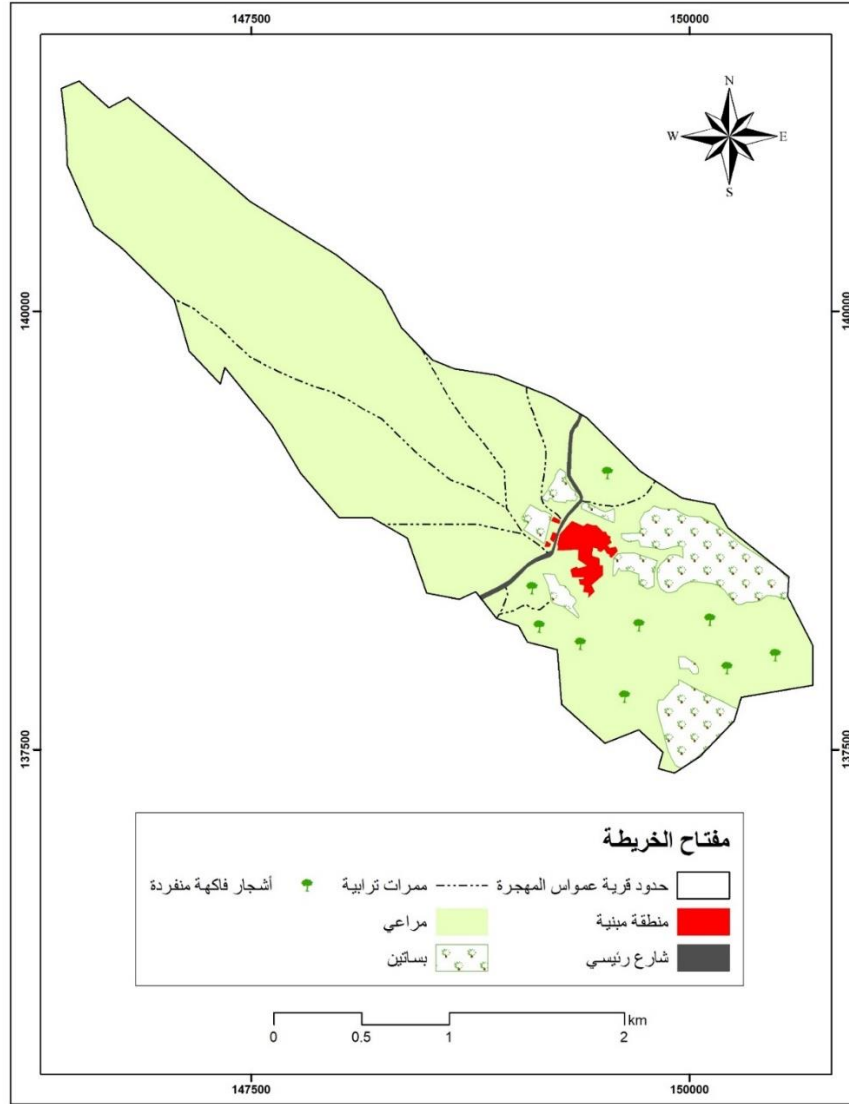 147500 150000
N
W E
S
140000 140000
137500 137500
مفتاح الخريطة
حدود قرية عمواس المهجرة ممرات ترابية أشجار فاكهة منفردة
منطقة مبنية مراعي
شارع رئيسي بساتين
km
0 0.5 1 2
147500 150000